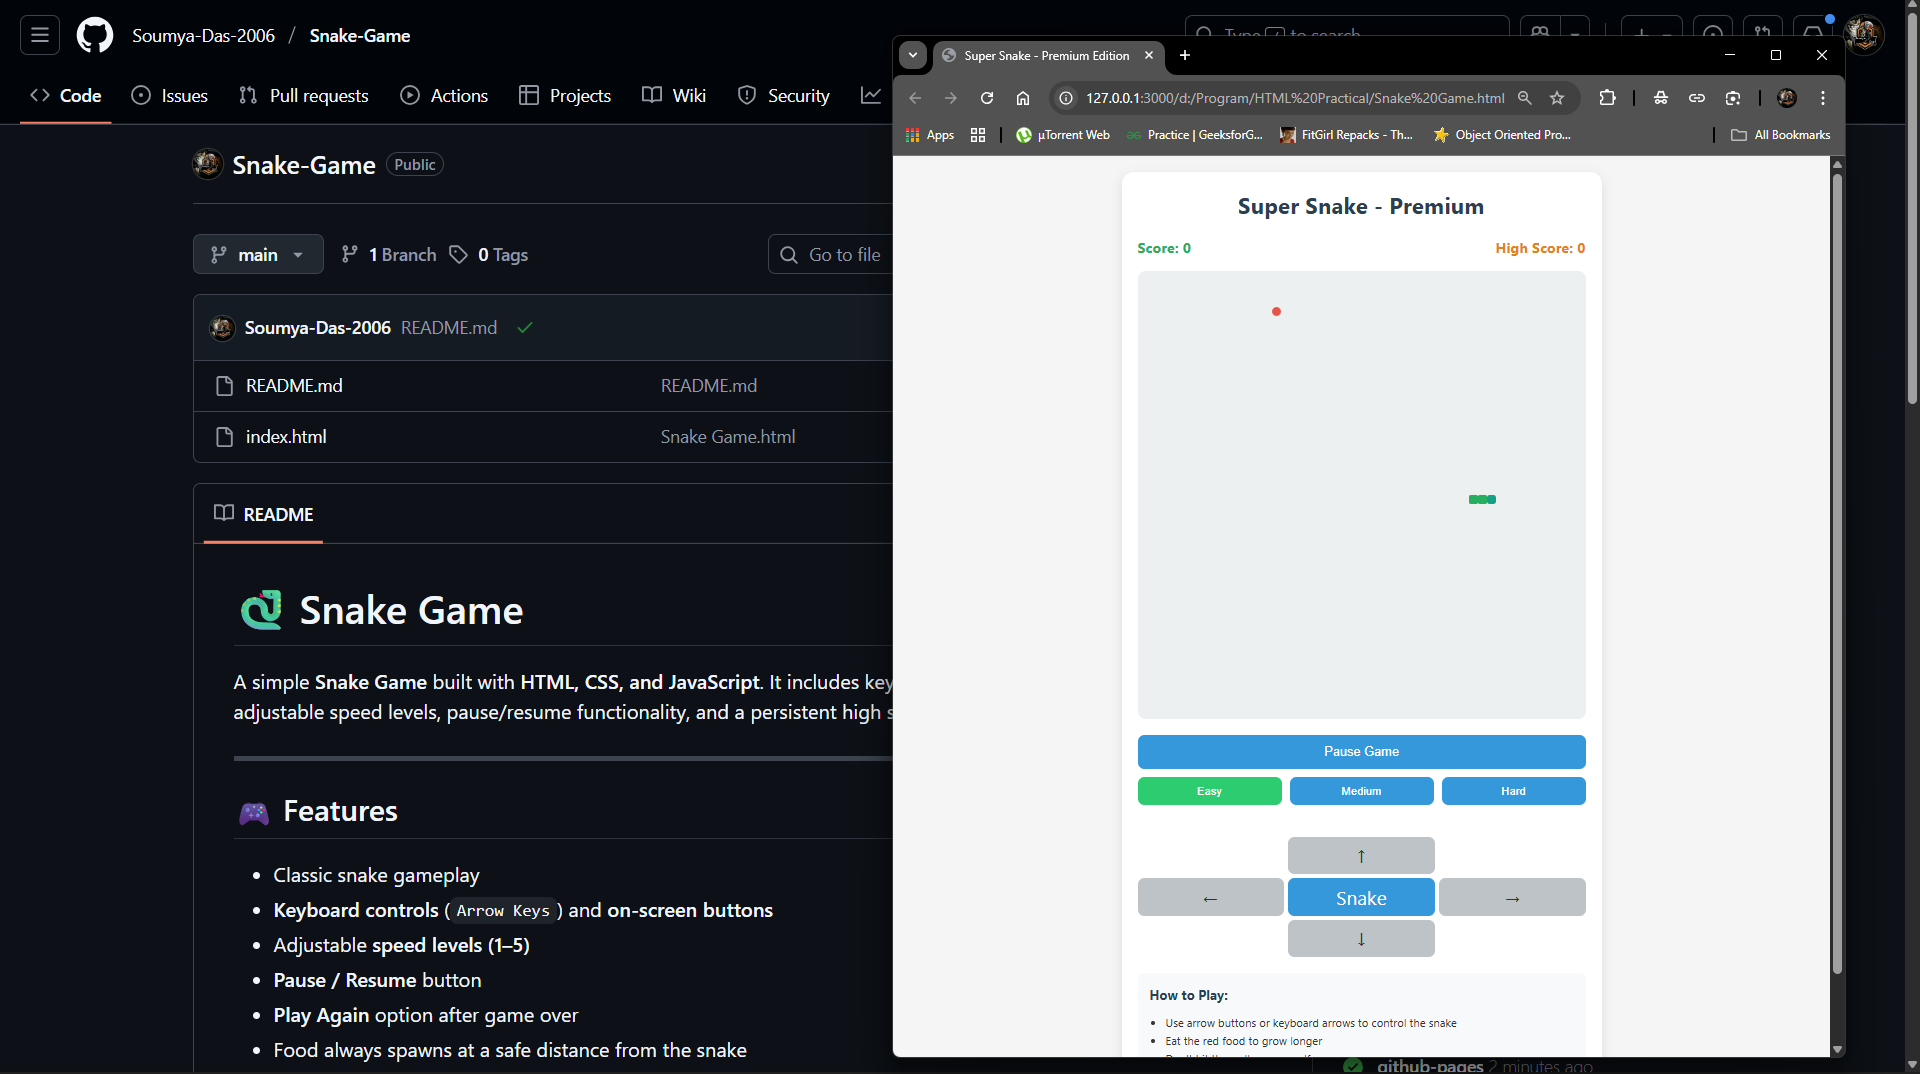 Soumya-Das-2006 / Snake-Game
Type / to search
Code
Issues
Pull requests
Actions
Projects
Wiki
Security
Snake-Game Public
main
1 Branch
0 Tags
Go to file
Soumya-Das-2006 README.md
README.md README.md
index.html Snake Game.html
README
Snake Game
A simple Snake Game built with HTML, CSS, and JavaScript. It includes key
adjustable speed levels, pause/resume functionality, and a persistent high s
Features
• Classic snake gameplay
• Keyboard controls (Arrow Keys) and on-screen buttons
• Adjustable speed levels (1–5)
• Pause / Resume button
• Play Again option after game over
• Food always spawns at a safe distance from the snake
Super Snake - Premium Edition
127.0.0.1:3000/d:/Program/HTML%20Practical/Snake%20Game.html
Apps
µTorrent Web
Practice | GeeksforG...
FitGirl Repacks - Th...
Object Oriented Pro...
All Bookmarks
Super Snake - Premium
Score: 0
High Score: 0
Pause Game
Easy
Medium
Hard
↑
←
Snake
→
↓
How to Play:
• Use arrow buttons or keyboard arrows to control the snake
• Eat the red food to grow longer
github-pages 2 minutes ago